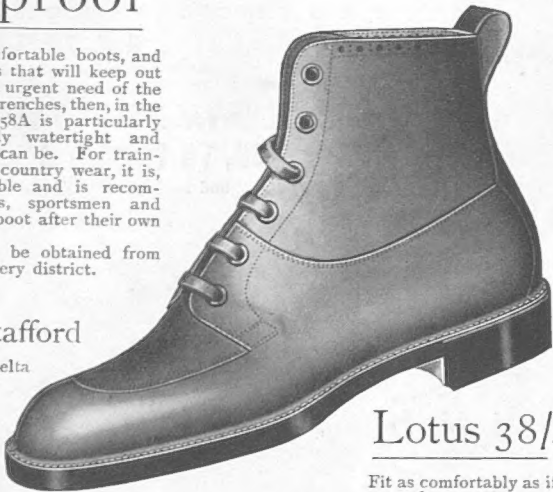 proof
fortable boots, and
that will keep out
urgent need of the
renches, then, in the
58A is particularly
y watertight and
can be. For train-
country wear, it is,
ble and is recom-
s, sportsmen and
boot after their own
be obtained from
ery district.
tafford
elta
Lotus 38/
Fit as comfortably as i